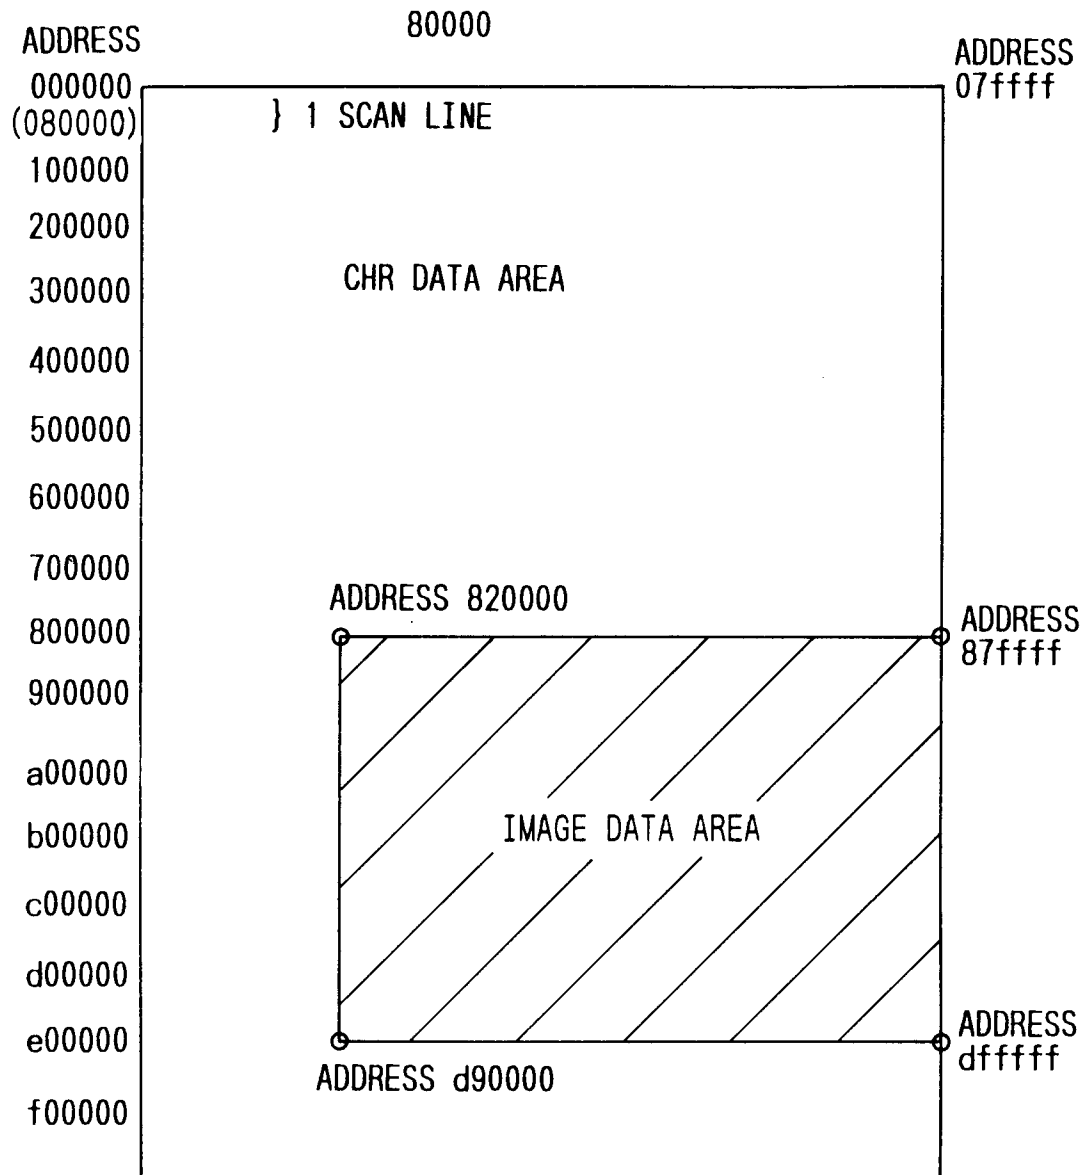 80000
ADDRESS
ADDRESS
000000
07ffff
(080000)
} 1 SCAN LINE
100000
200000
CHR DATA AREA
300000
400000
500000
600000
700000
ADDRESS 820000
800000
ADDRESS
87ffff
900000
a00000
b00000
IMAGE DATA AREA
c00000
d00000
e00000
ADDRESS
dfffff
ADDRESS d90000
f00000